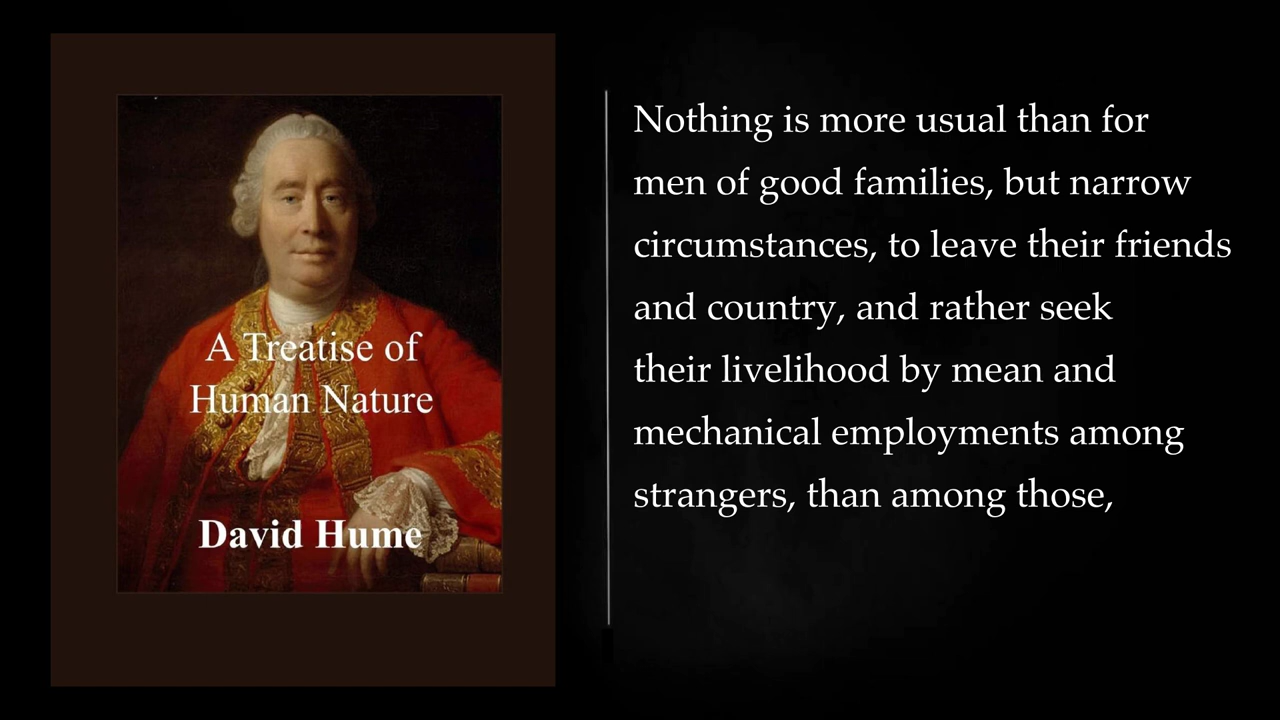 A Treatise of
Human Nature
David Hume
Nothing is more usual than for
men of good families, but narrow
circumstances, to leave their friends
and country, and rather seek
their livelihood by mean and
mechanical employments among
strangers, than among those,